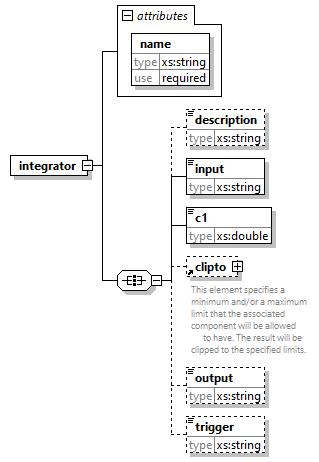 attributes
name
type xs:string
use required
integrator
description
type xs:string
input
type xs:string
c1
type xs:double
clipto
This element specifies a
minimum and/or a maximum
limit that the associated
component will be allowed
to have. The result will be
clipped to the specified limits.
output
type xs:string
trigger
type xs:string